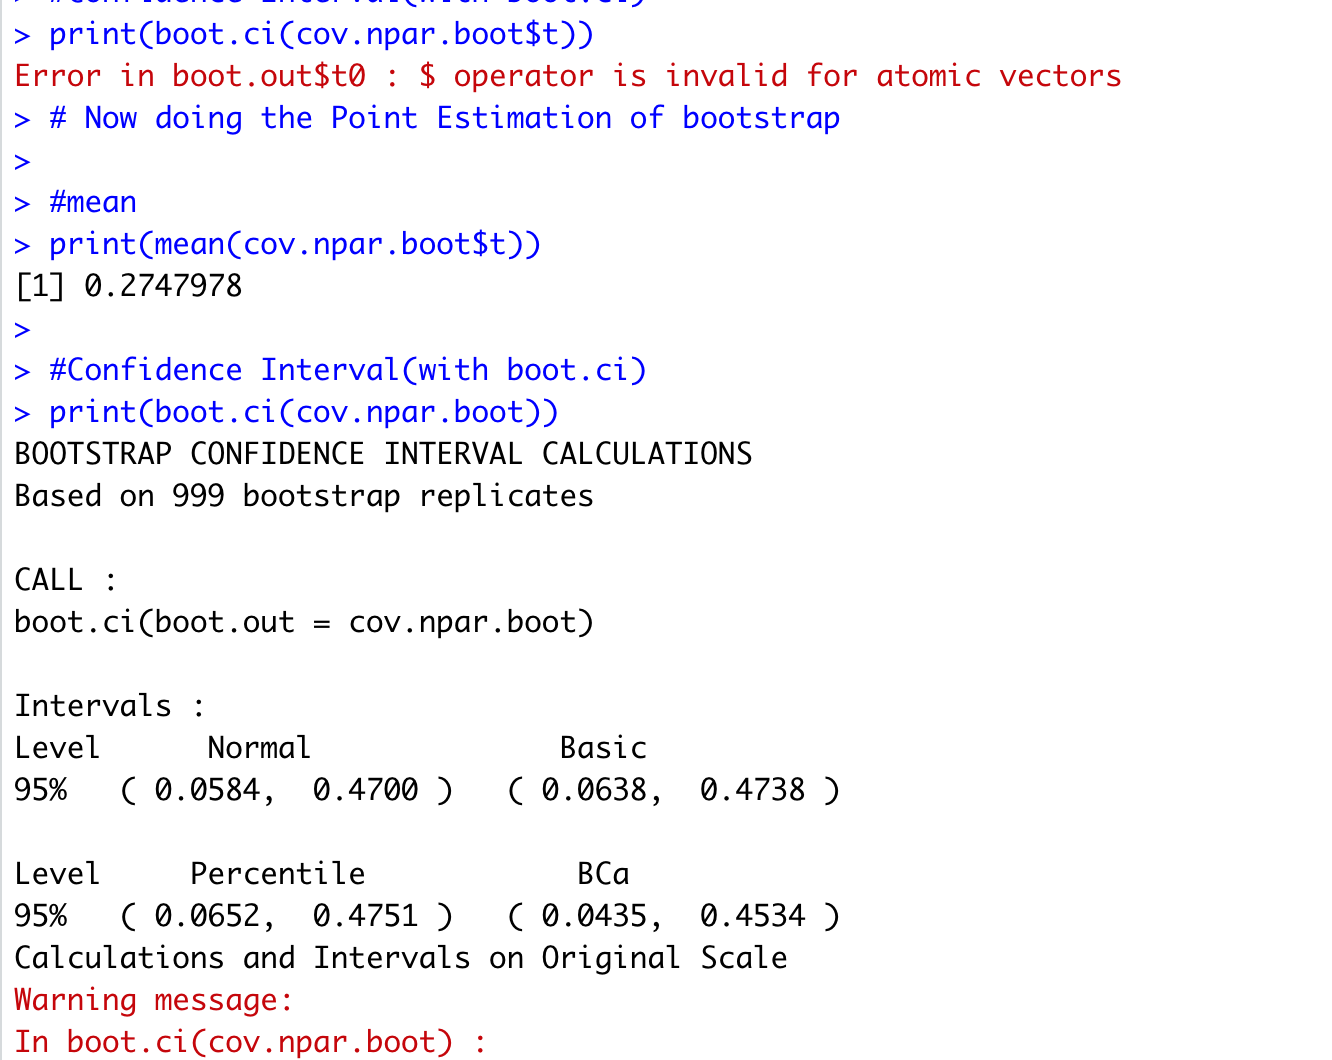 > #Confidence Interval(with boot.ci)
> print(boot.ci(cov.npar.boot$t))
Error in boot.out$t0 : $ operator is invalid for atomic vectors
> # Now doing the Point Estimation of bootstrap
>
> #mean
> print(mean(cov.npar.boot$t))
[1] 0.2747978
>
> #Confidence Interval(with boot.ci)
> print(boot.ci(cov.npar.boot))
BOOTSTRAP CONFIDENCE INTERVAL CALCULATIONS
Based on 999 bootstrap replicates
CALL :
boot.ci(boot.out = cov.npar.boot)
Intervals :
Level      Normal              Basic
95%   ( 0.0584,  0.4700 )   ( 0.0638,  0.4738 )
Level     Percentile            BCa
95%   ( 0.0652,  0.4751 )   ( 0.0435,  0.4534 )
Calculations and Intervals on Original Scale
Warning message:
In boot.ci(cov.npar.boot) :